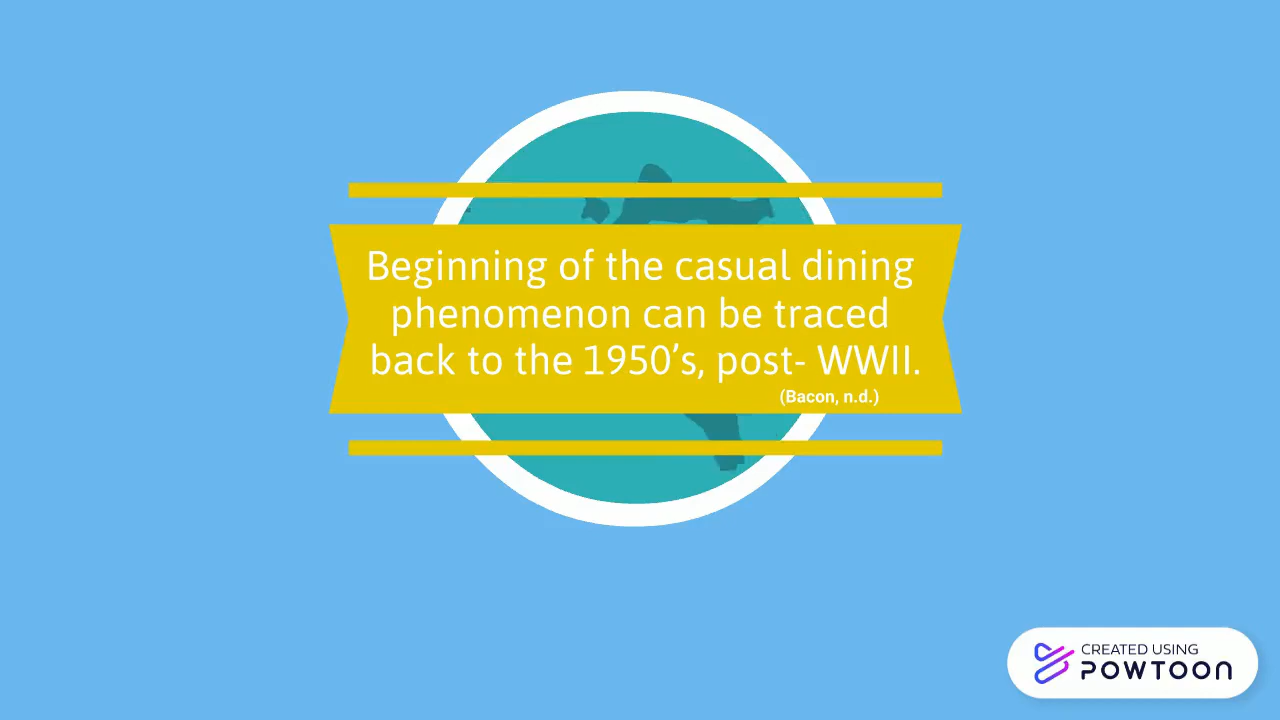 Beginning of the casual dining
phenomenon can be traced
back to the 1950's, post- WWII.
(Bacon, n.d.)
CREATED USING
POWTOON